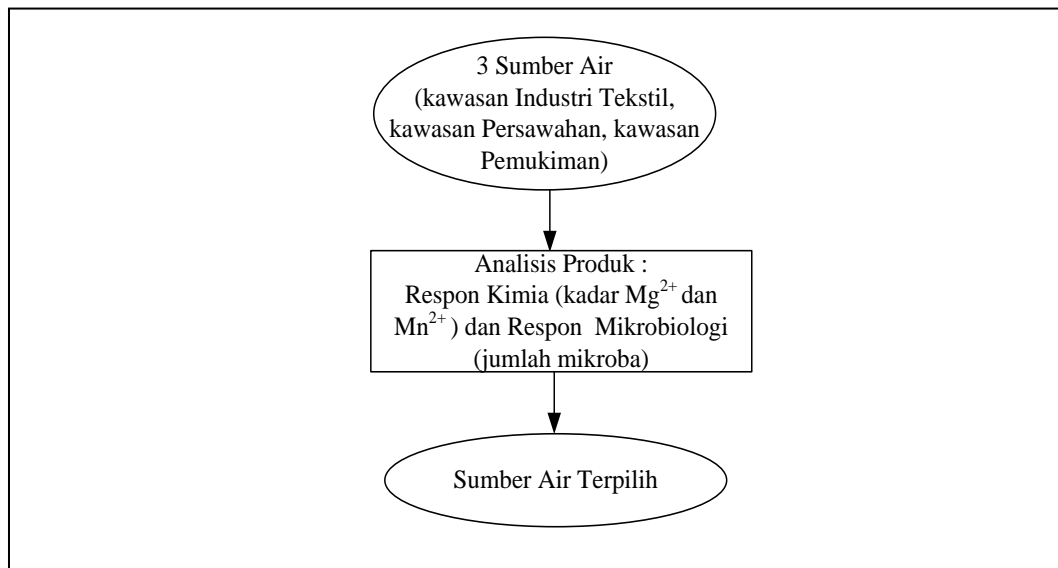 3 Sumber Air
(kawasan Industri Tekstil,
kawasan Persawahan, kawasan
Pemukiman)
Analisis Produk :
Respon Kimia (kadar Mg²⁺ dan
Mn²⁺ ) dan Respon Mikrobiologi
(jumlah mikroba)
Sumber Air Terpilih